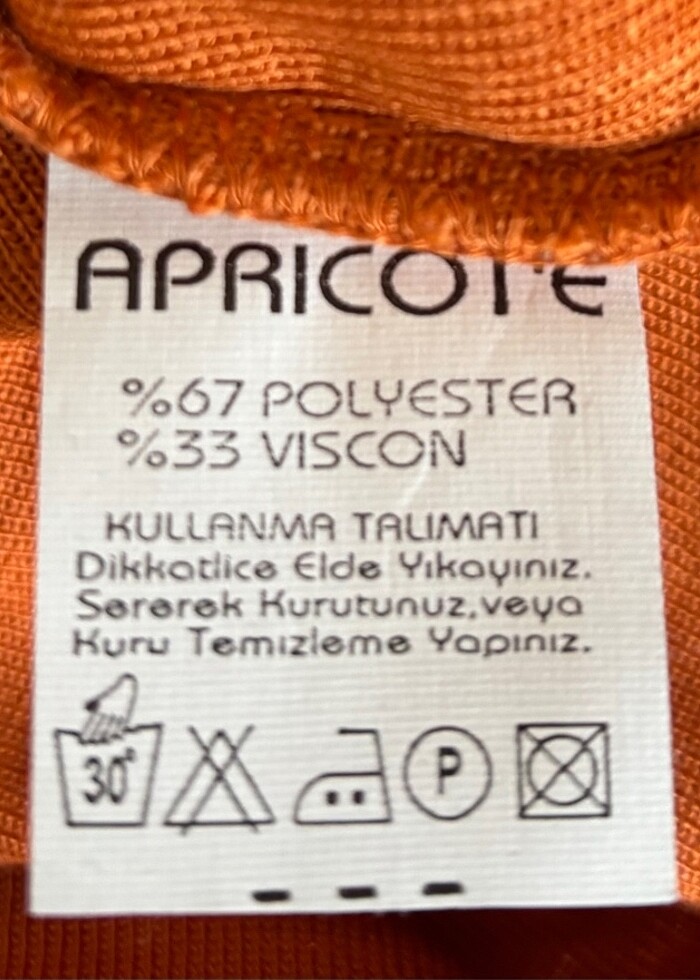 APRICOTE
%67 POLYESTER
%33 VISCON
KULLANMA TALIMATI
Dikkatlice Elde Yıkayınız.
Sererek Kurutunuz,veya
Kuru Temizleme Yapınız.
30° P